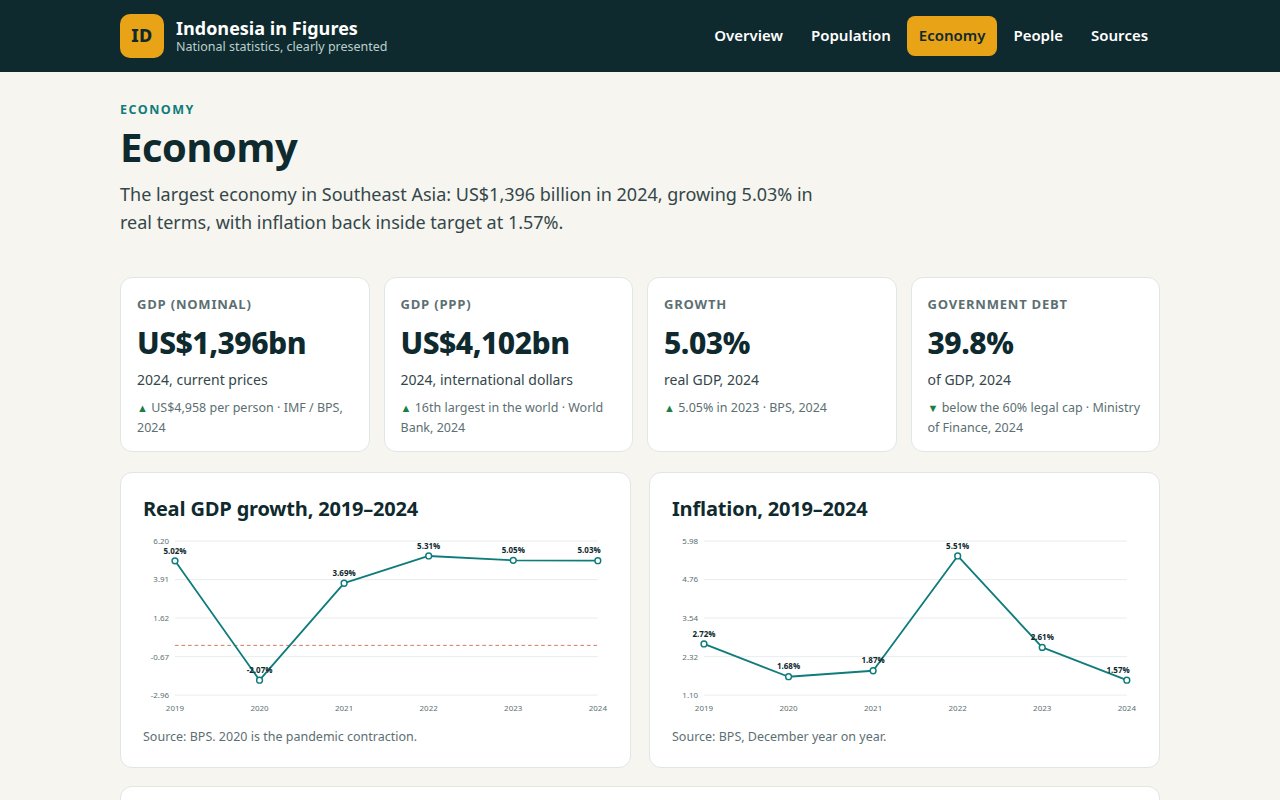 ID
Indonesia in Figures
National statistics, clearly presented
Overview
Population
Economy
People
Sources
ECONOMY
Economy
The largest economy in Southeast Asia: US$1,396 billion in 2024, growing 5.03% in
real terms, with inflation back inside target at 1.57%.
GDP (NOMINAL)
US$1,396bn
2024, current prices
▲ US$4,958 per person · IMF / BPS,
2024
GDP (PPP)
US$4,102bn
2024, international dollars
▲ 16th largest in the world · World
Bank, 2024
GROWTH
5.03%
real GDP, 2024
▲ 5.05% in 2023 · BPS, 2024
GOVERNMENT DEBT
39.8%
of GDP, 2024
▼ below the 60% legal cap · Ministry
of Finance, 2024
Real GDP growth, 2019–2024
6.20
3.91
1.62
-0.67
-2.96
5.02%
-2.07%
3.69%
5.31%
5.05%
5.03%
2019
2020
2021
2022
2023
2024
Source: BPS. 2020 is the pandemic contraction.
Inflation, 2019–2024
5.98
4.76
3.54
2.32
1.10
2.72%
1.68%
1.87%
5.51%
2.61%
1.57%
2019
2020
2021
2022
2023
2024
Source: BPS, December year on year.